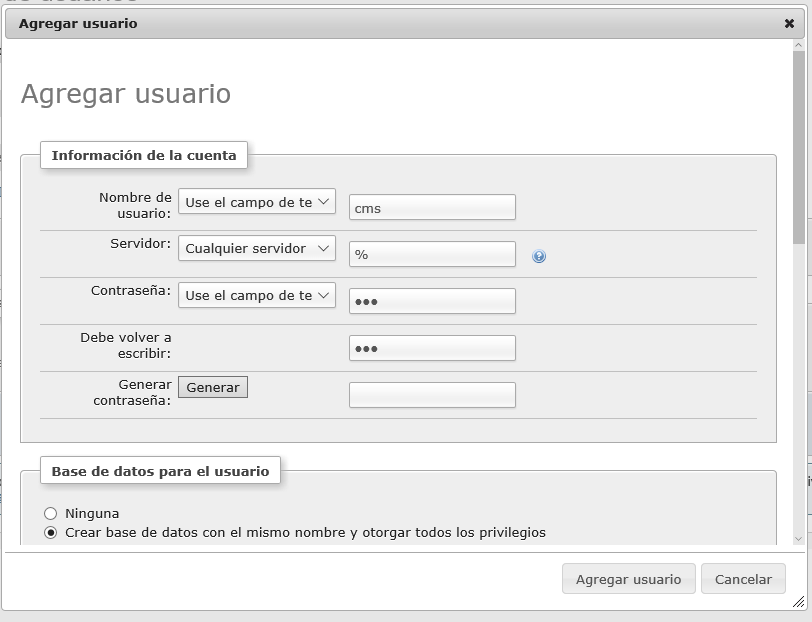 Agregar usuario
Agregar usuario
Información de la cuenta
Nombre de usuario: Use el campo de te cms
Servidor: Cualquier servidor %
Contraseña: Use el campo de te •••
Debe volver a escribir: •••
Generar contraseña: Generar
Base de datos para el usuario
Ninguna
Crear base de datos con el mismo nombre y otorgar todos los privilegios
Agregar usuario Cancelar